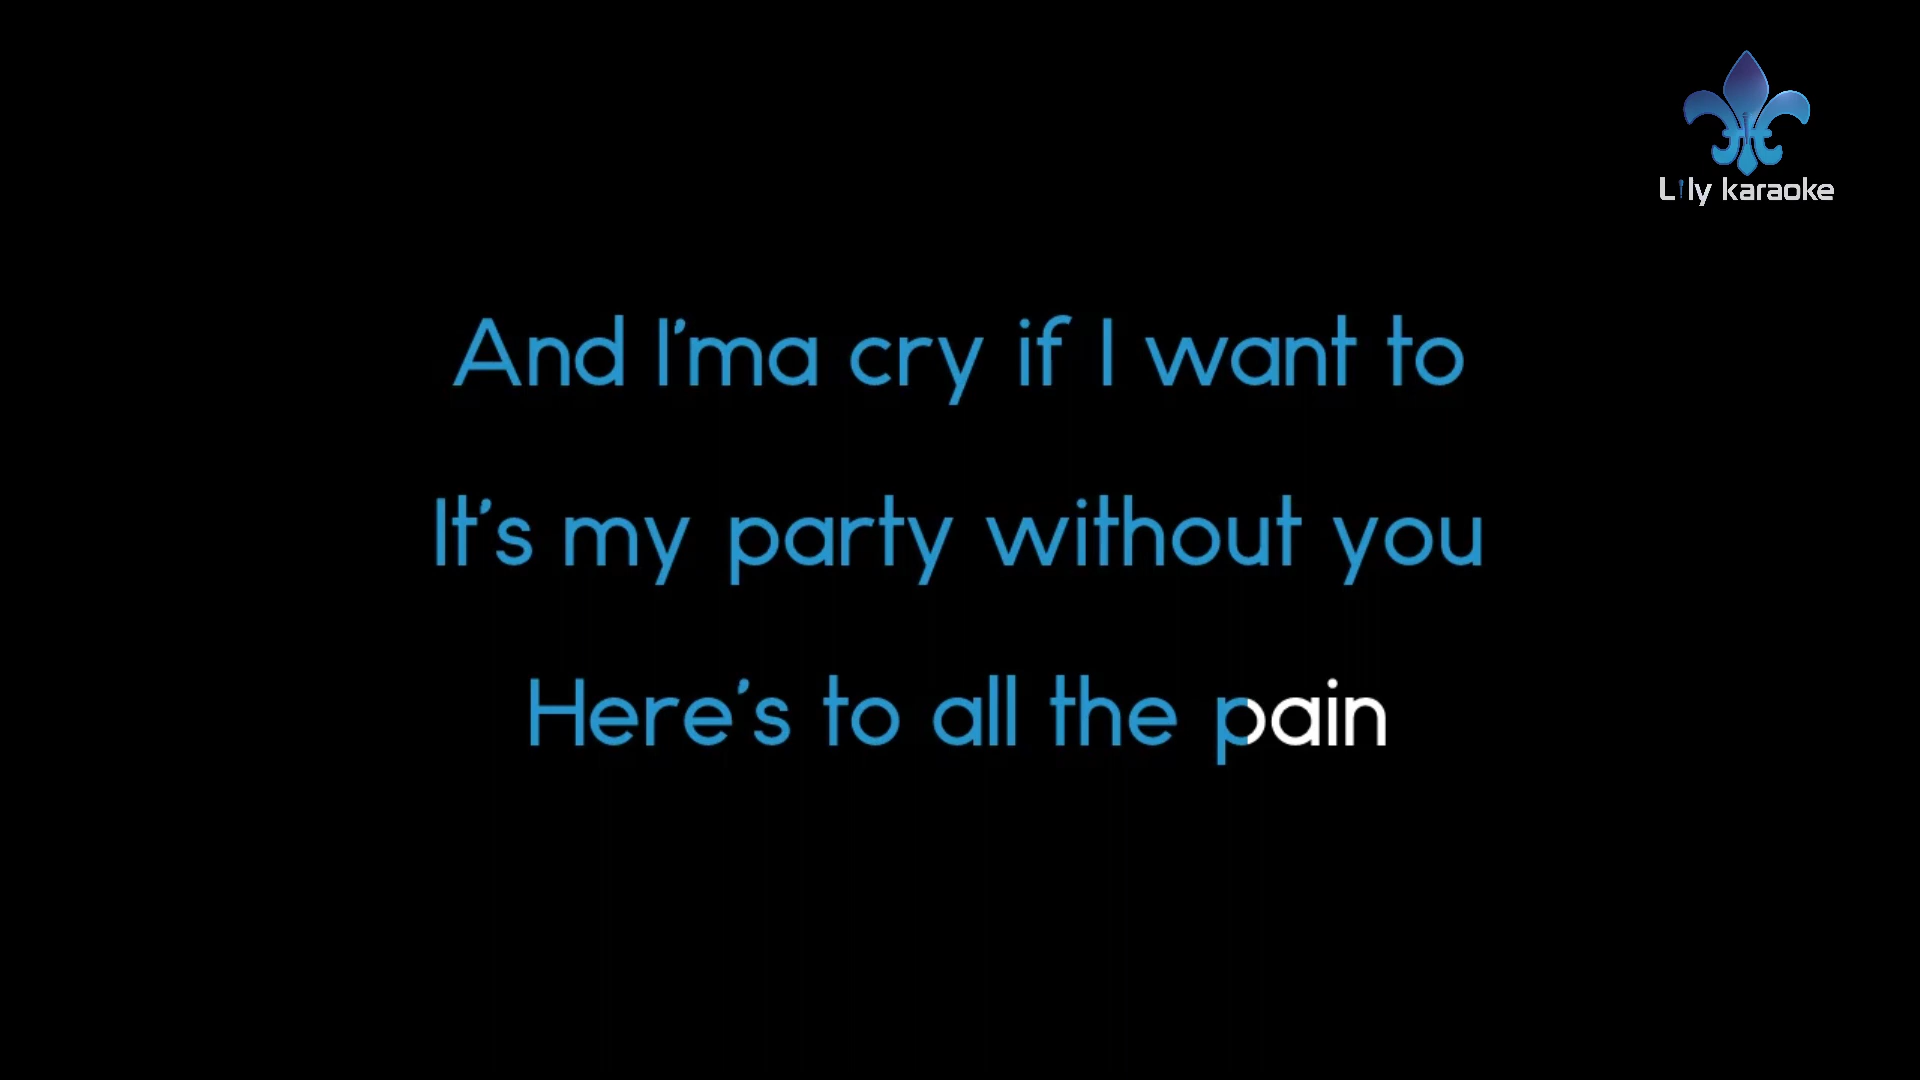 Lily karaoke
And I'ma cry if I want to
It's my party without you
Here's to all the pain